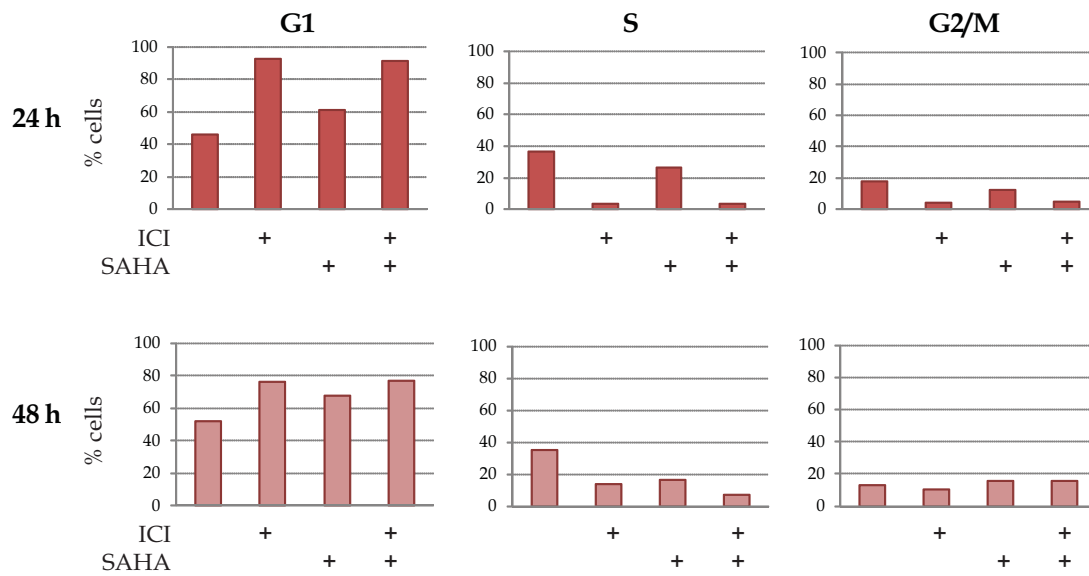 G1 S G2/M
24 h
% cells
100 100 100
80 80 80
60 60 60
40 40 40
20 20 20
0 0 0
ICI + + + + + +
SAHA + + + + + +
48 h
% cells
100 100 100
80 80 80
60 60 60
40 40 40
20 20 20
0 0 0
ICI + + + + + +
SAHA + + + + + +